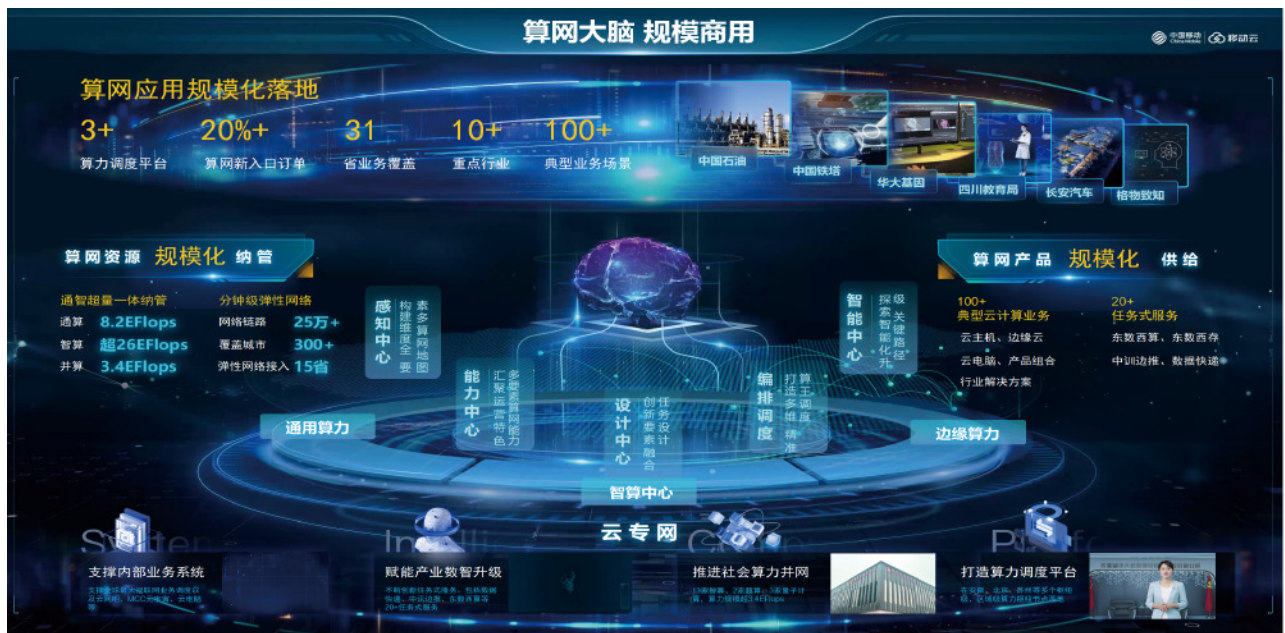 算网大脑 规模商用
中国移动
China Mobile
移动云
算网应用规模化落地
3+
算力调度平台
20%+
算网新入口订单
31
省业务覆盖
10+
重点行业
100+
典型业务场景
中国石油
中国铁塔
华大基因
四川教育局
长安汽车
格物致知
算网资源 规模化 纳管
通智超量一体纳管
通算 8.2EFlops
智算 超26EFlops
并算 3.4EFlops
分钟级弹性网络
网络链路 25万+
覆盖城市 300+
弹性网络接入 15省
算网产品 规模化 供给
100+
典型云计算业务
云主机、边缘云
云电脑、产品组合
行业解决方案
20+
任务式服务
东数西算、东数西存
中训边推、数据快递
感知中心
构建维度全 要
素多算网地图
能力中心
汇聚运营特色
多要素算网能力
设计中心
创新要素融合
任务设计
编排调度
打造多维 精准
算王调度
智能中心
探索智能化升
级 关键路径
通用算力
智算中心
边缘算力
云专网
支撑内部业务系统
赋能产业数智升级
20+任务式服务
推进社会算力并网
打造算力调度平台